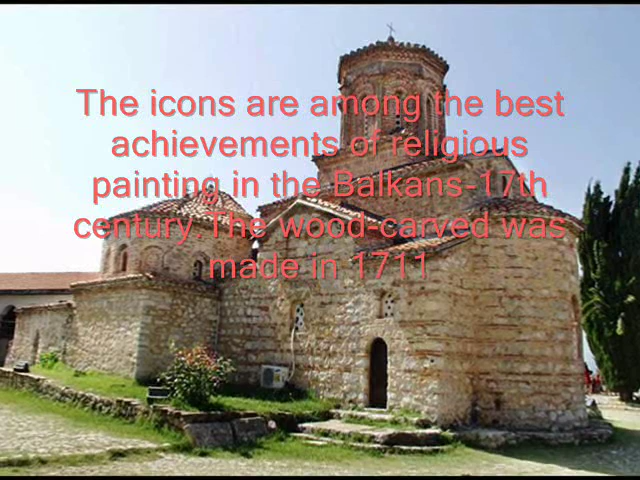 The icons are among the best
achievements of religious
painting in the Balkans-17th
century.The wood-carved was
made in 1711